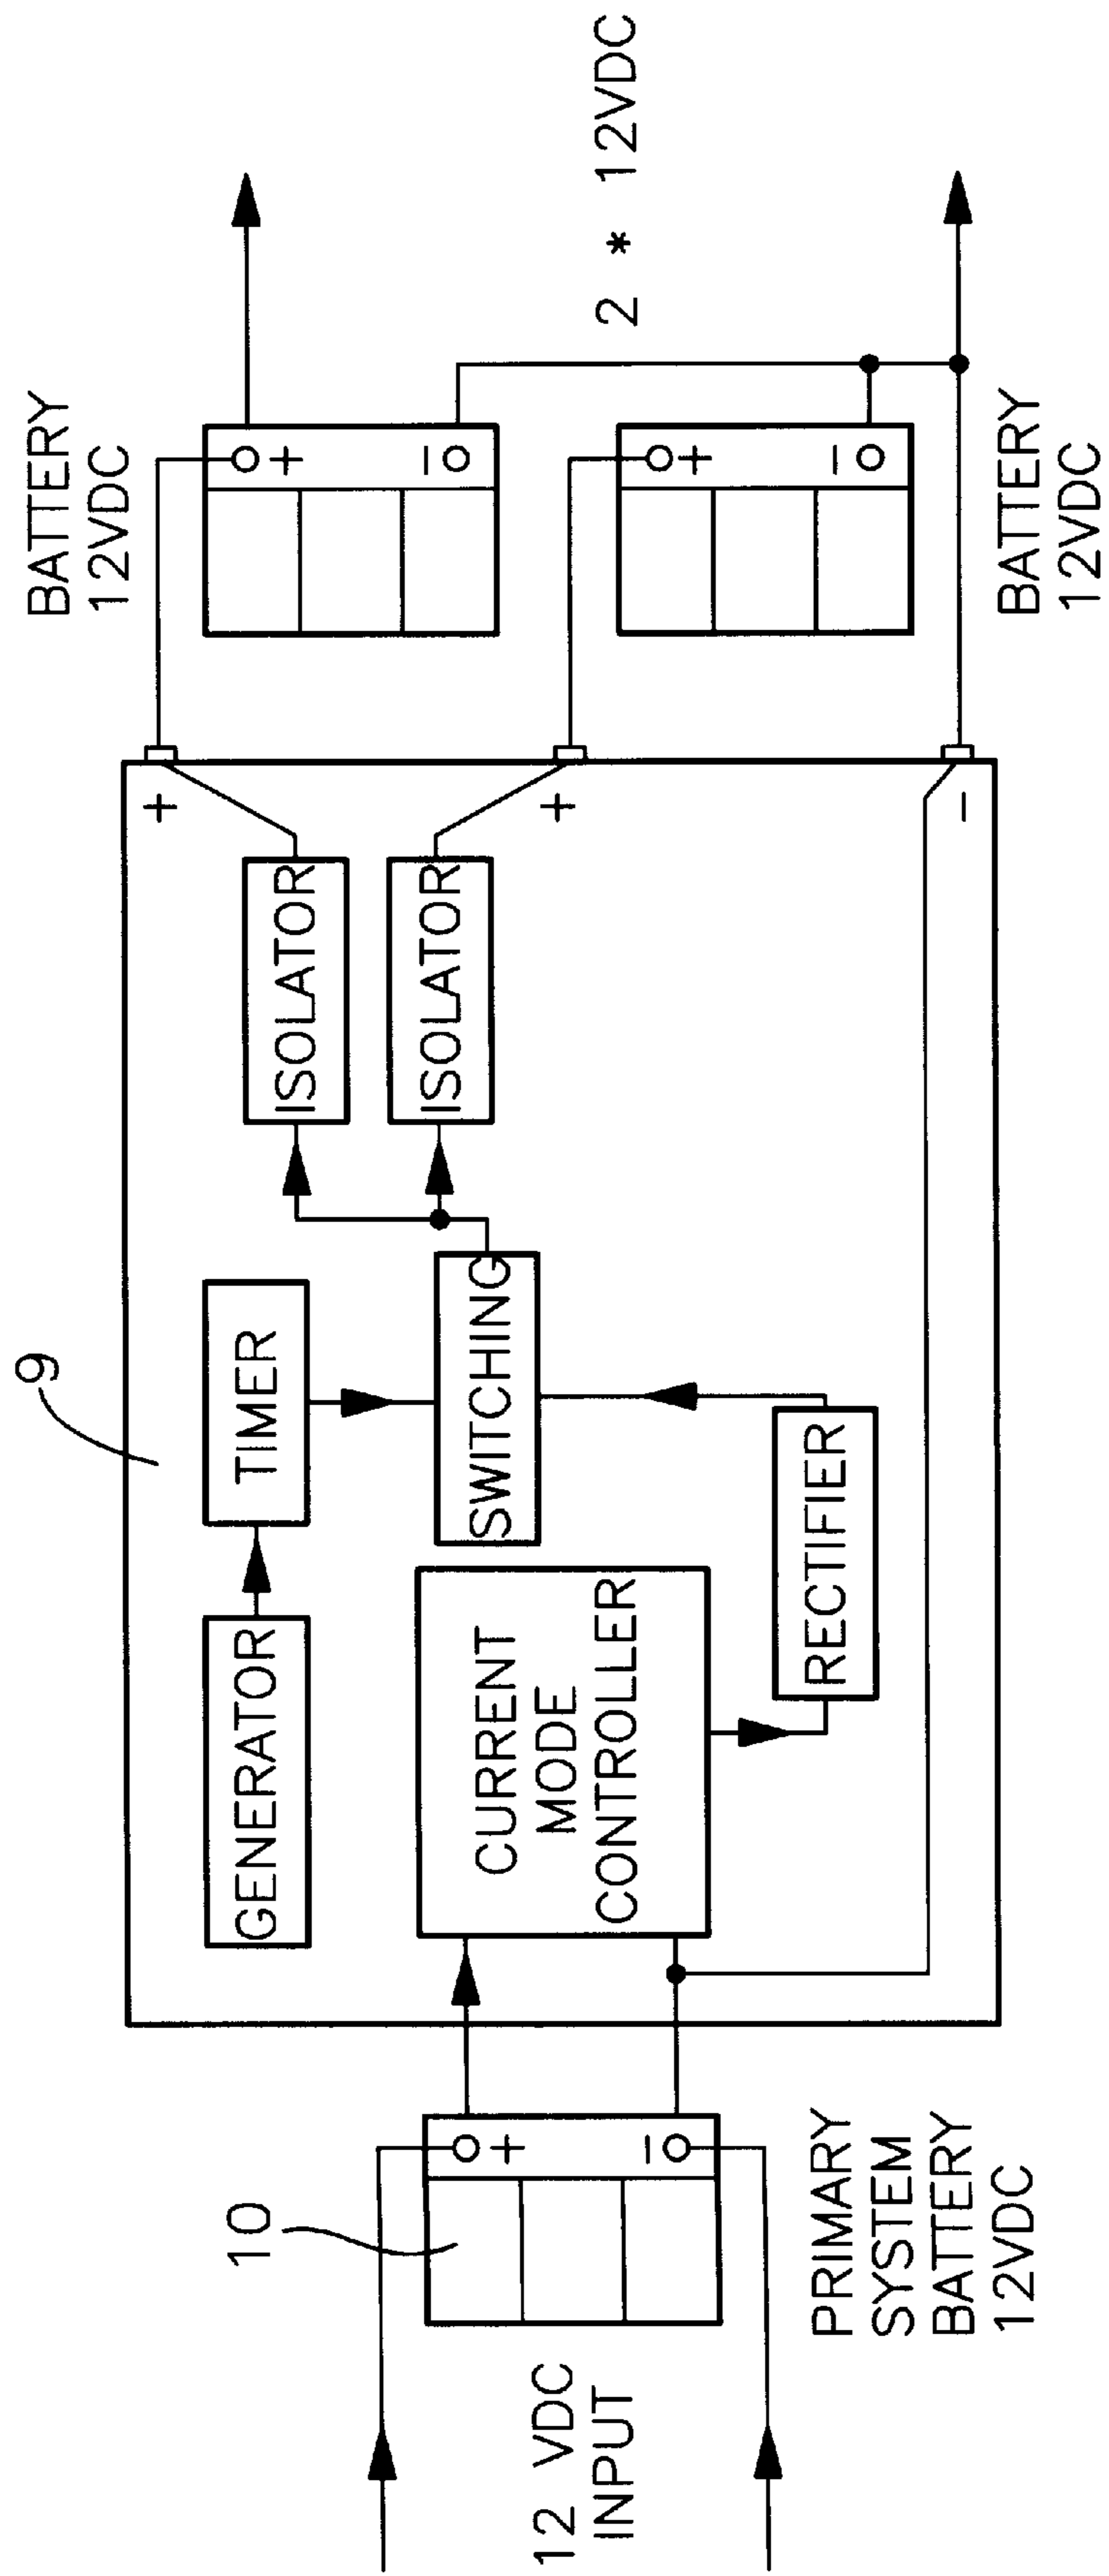 12 VDC
INPUT
10
+
−
PRIMARY
SYSTEM
BATTERY
12VDC
9
GENERATOR
TIMER
CURRENT
MODE
CONTROLLER
SWITCHING
RECTIFIER
ISOLATOR
ISOLATOR
+
+
−
BATTERY
12VDC
+
−
+
−
2 * 12VDC
BATTERY
12VDC